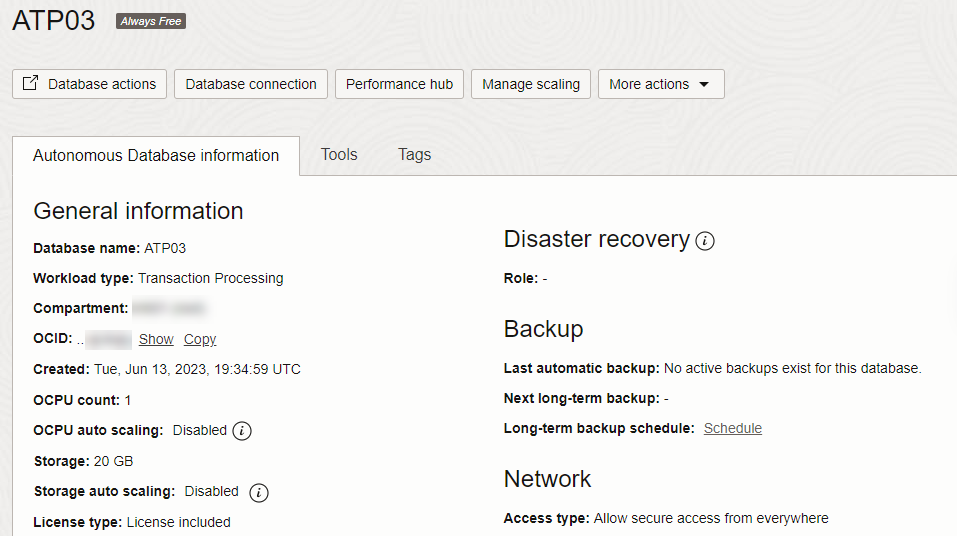 ATP03 Always Free
Database actions Database connection Performance hub Manage scaling More actions
Autonomous Database information Tools Tags
General information
Database name: ATP03
Workload type: Transaction Processing
Compartment:
OCID: .. Show Copy
Created: Tue, Jun 13, 2023, 19:34:59 UTC
OCPU count: 1
OCPU auto scaling: Disabled
Storage: 20 GB
Storage auto scaling: Disabled
License type: License included
Disaster recovery
Role: -
Backup
Last automatic backup: No active backups exist for this database.
Next long-term backup: -
Long-term backup schedule: Schedule
Network
Access type: Allow secure access from everywhere